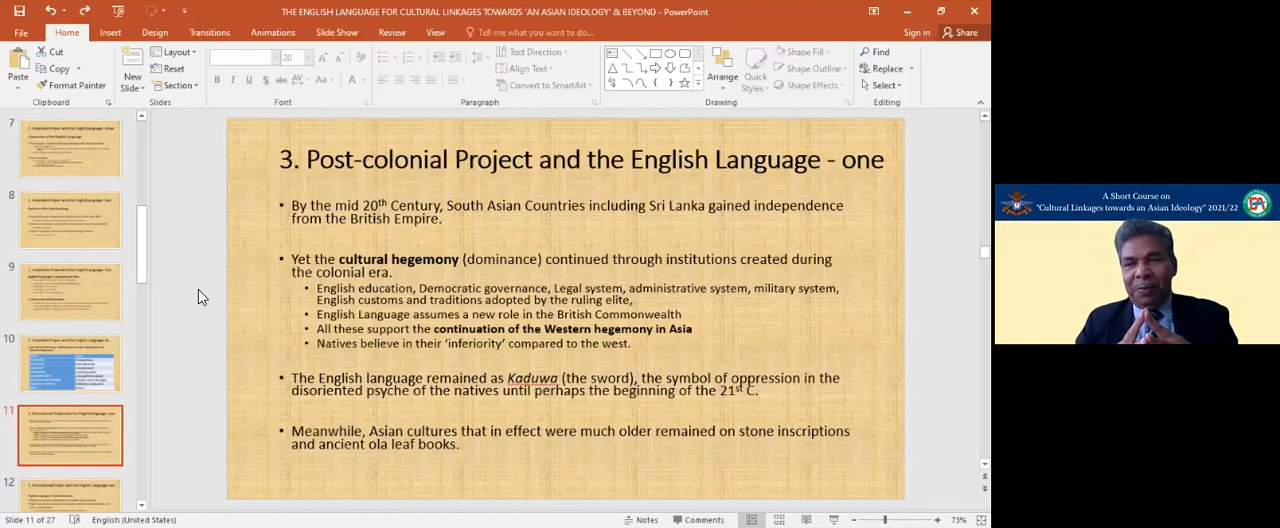 THE ENGLISH LANGUAGE FOR CULTURAL LINKAGES TOWARDS 'AN ASIAN IDEOLOGY' & BEYOND - PowerPoint
File Home Insert Design Transitions Animations Slide Show Review View Tell me what you want to do... Sign in Share
Cut
Copy
Format Painter
Paste
Clipboard
New
Slide
Layout
Reset
Section
Slides
20
B I U S abc AV Aa A
Font
Paragraph
Text Direction
Align Text
Convert to SmartArt
Arrange
Quick
Styles
Shape Fill
Shape Outline
Shape Effects
Drawing
Find
Replace
Select
Editing
7
8
9
10
11
12
3. Post-colonial Project and the English Language - one
• By the mid 20th Century, South Asian Countries including Sri Lanka gained independence
from the British Empire.
• Yet the cultural hegemony (dominance) continued through institutions created during
the colonial era.
• English education, Democratic governance, Legal system, administrative system, military system,
English customs and traditions adopted by the ruling elite,
• English Language assumes a new role in the British Commonwealth
• All these support the continuation of the Western hegemony in Asia
• Natives believe in their 'inferiority' compared to the west.
• The English language remained as Kaduwa (the sword), the symbol of oppression in the
disoriented psyche of the natives until perhaps the beginning of the 21st C.
• Meanwhile, Asian cultures that in effect were much older remained on stone inscriptions
and ancient ola leaf books.
A Short Course on
"Cultural Linkages towards an Asian Ideology" 2021/22
Slide 11 of 27 English (United States) Notes Comments 73%